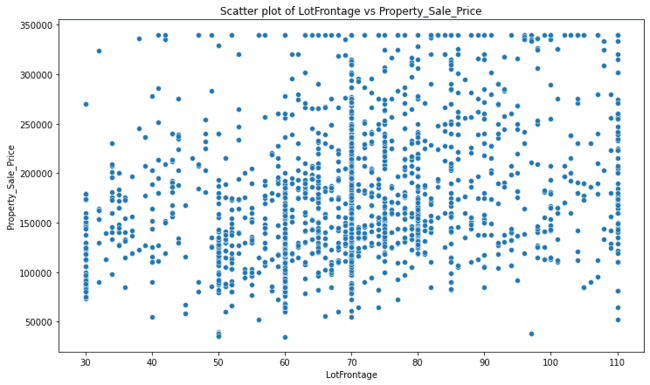 Scatter plot of LotFrontage vs Property_Sale_Price
350000
300000
250000
200000
150000
100000
50000
Property_Sale_Price
30 40 50 60 70 80 90 100 110
LotFrontage